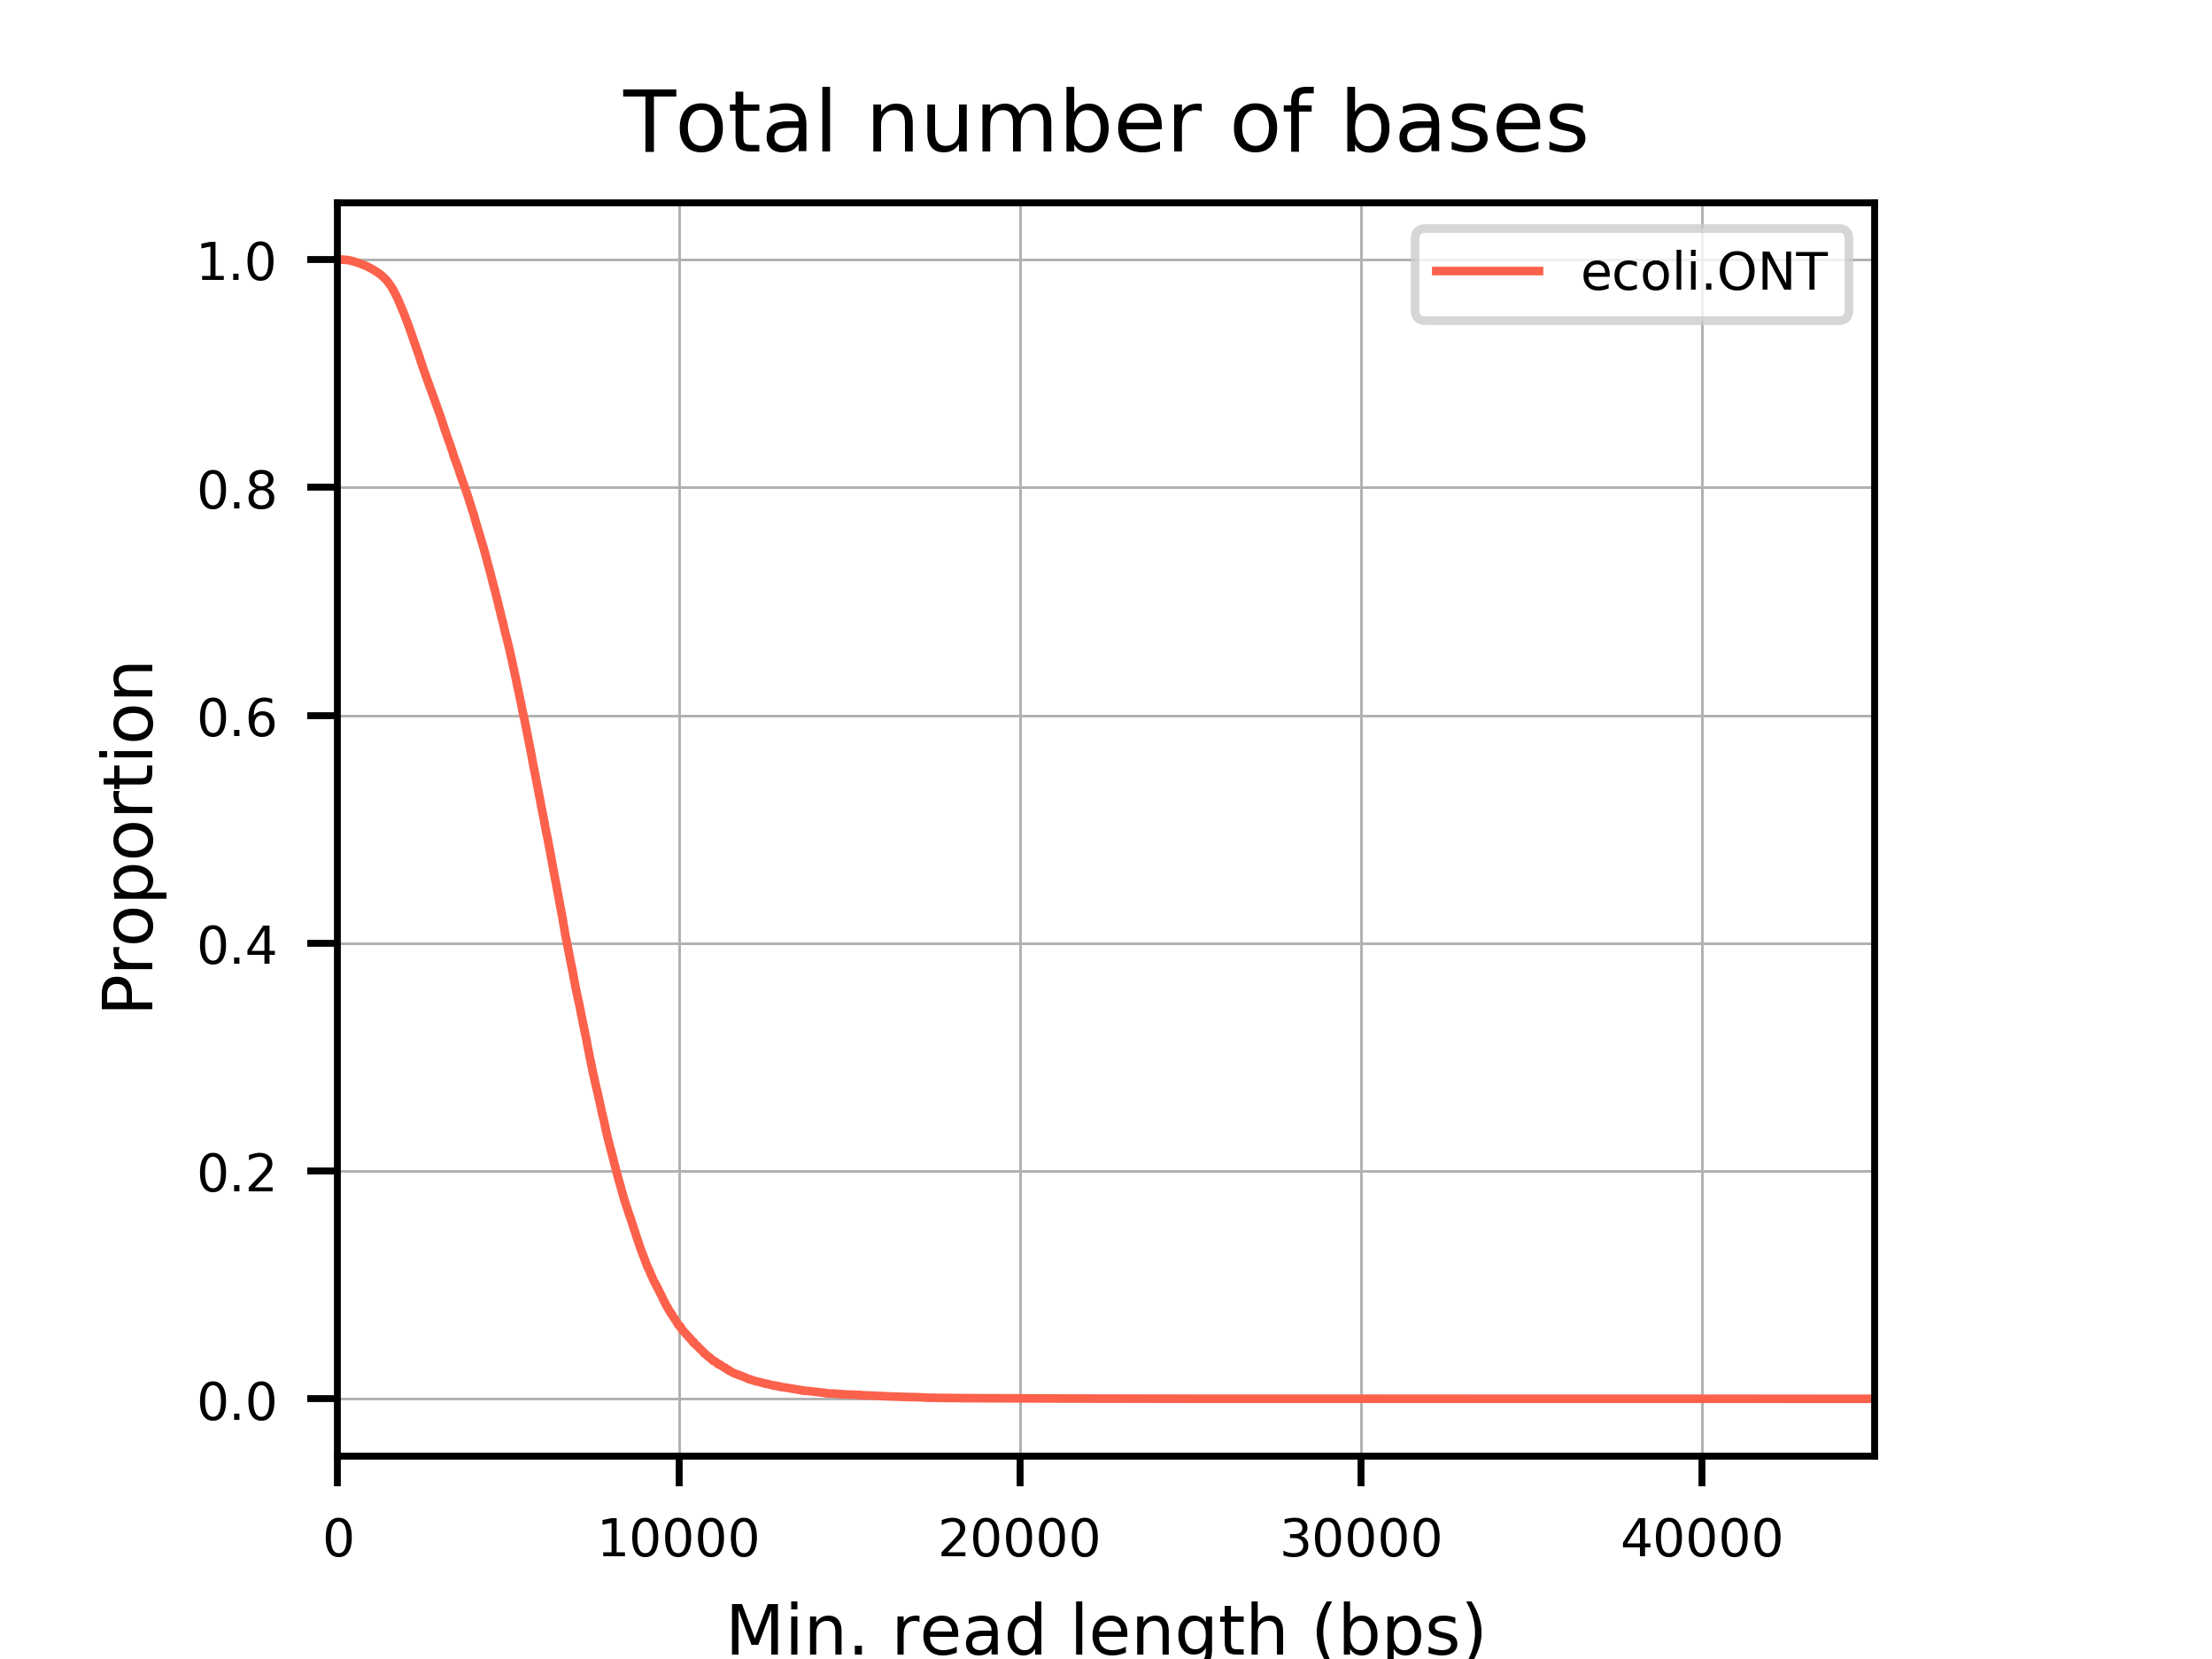 Total number of bases
ecoli.ONT
Proportion
1.0
0.8
0.6
0.4
0.2
0.0
0 10000 20000 30000 40000
Min. read length (bps)